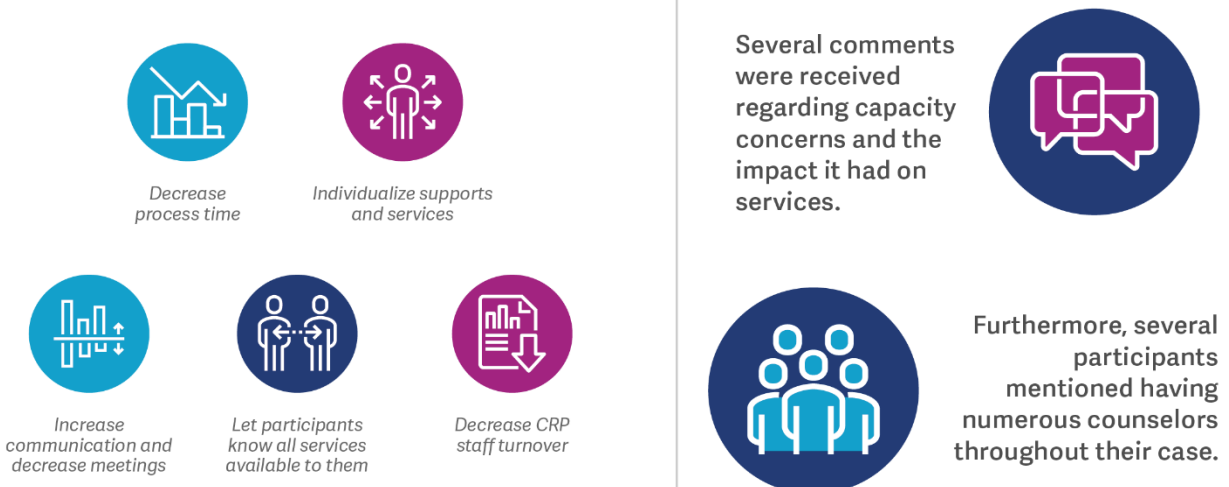 Decrease
process time
Individualize supports
and services
Increase
communication and
decrease meetings
Let participants
know all services
available to them
Decrease CRP
staff turnover
Several comments
were received
regarding capacity
concerns and the
impact it had on
services.
Furthermore, several
participants
mentioned having
numerous counselors
throughout their case.